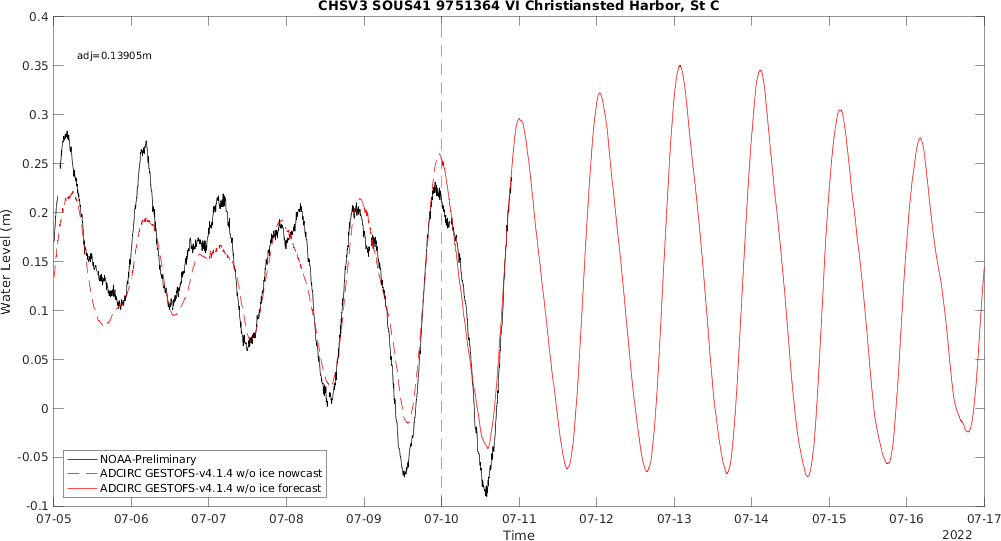 CHSV3 SOUS41 9751364 VI Christiansted Harbor, St C
0.4
0.35
0.3
0.25
0.2
0.15
0.1
0.05
0
-0.05
-0.1
Water Level (m)
adj=0.13905m
NOAA-Preliminary
ADCIRC GESTOFS-v4.1.4 w/o ice nowcast
ADCIRC GESTOFS-v4.1.4 w/o ice forecast
07-05 07-06 07-07 07-08 07-09 07-10 07-11 07-12 07-13 07-14 07-15 07-16 07-17
Time
2022